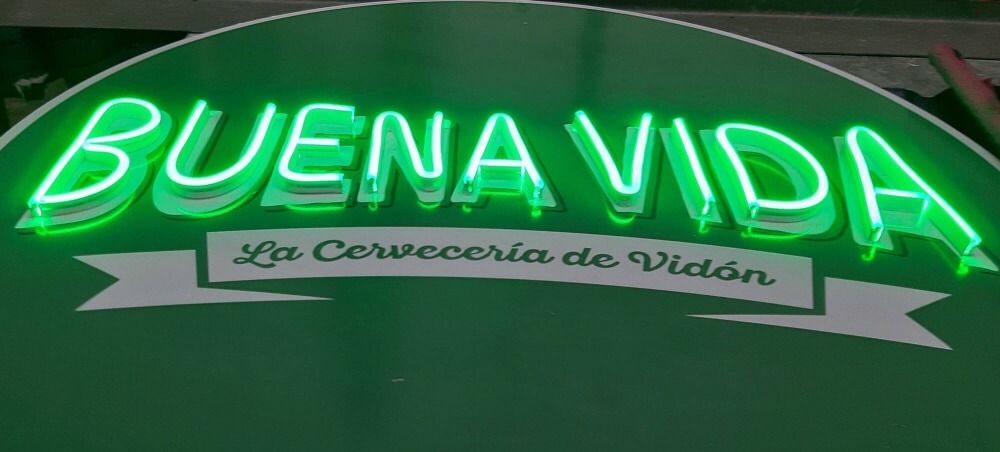 BUENA VIDA
La Cervecería de Vidón